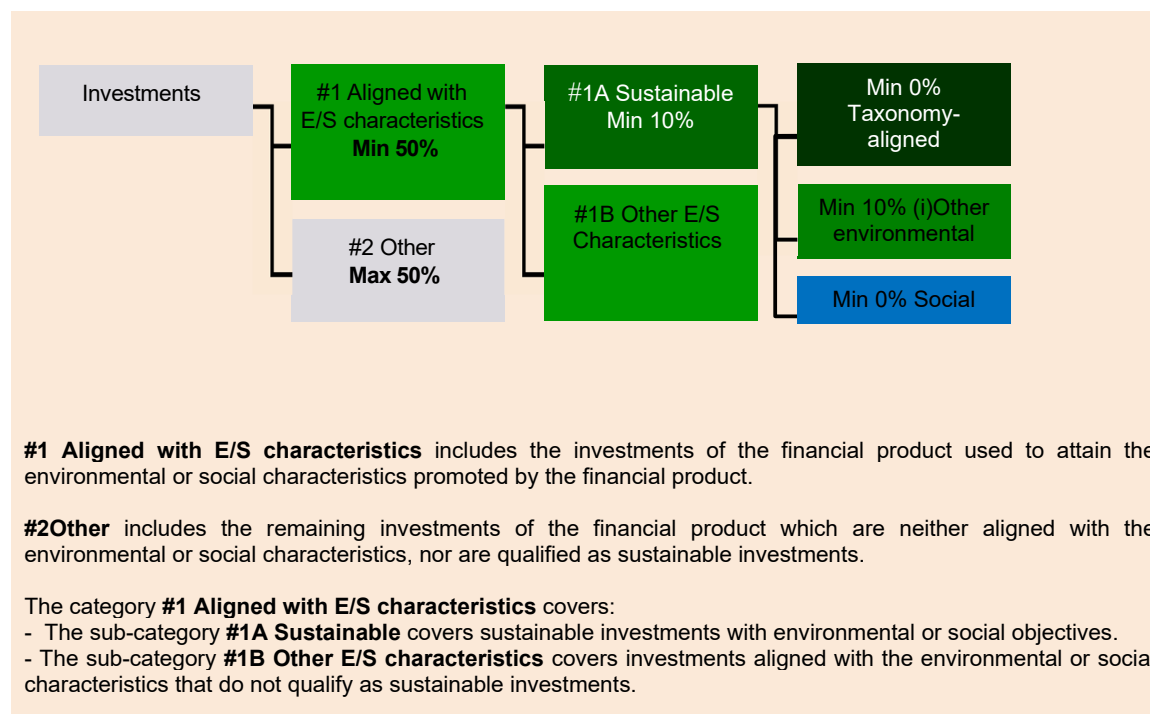 Investments
#1 Aligned with
E/S characteristics
Min 50%
#2 Other
Max 50%
#1A Sustainable
Min 10%
#1B Other E/S
Characteristics
Min 0%
Taxonomy-
aligned
Min 10% (i)Other
environmental
Min 0% Social
#1 Aligned with E/S characteristics includes the investments of the financial product used to attain the
environmental or social characteristics promoted by the financial product.
#2Other includes the remaining investments of the financial product which are neither aligned with the
environmental or social characteristics, nor are qualified as sustainable investments.
The category #1 Aligned with E/S characteristics covers:
- The sub-category #1A Sustainable covers sustainable investments with environmental or social objectives.
- The sub-category #1B Other E/S characteristics covers investments aligned with the environmental or social
characteristics that do not qualify as sustainable investments.